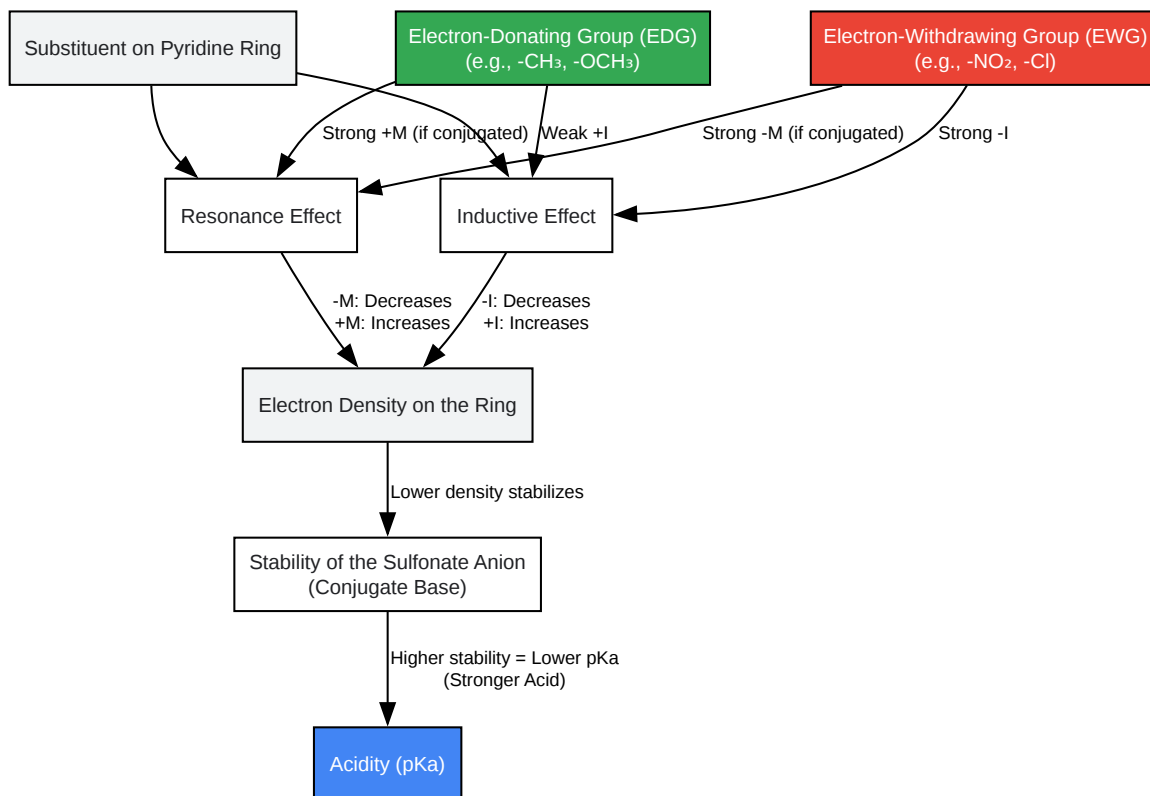 Substituent on Pyridine Ring
Electron-Donating Group (EDG)
(e.g., -CH₃, -OCH₃)
Electron-Withdrawing Group (EWG)
(e.g., -NO₂, -Cl)
Strong +M (if conjugated)
Weak +I
Strong -M (if conjugated)
Strong -I
Resonance Effect
Inductive Effect
-M: Decreases
+M: Increases
-I: Decreases
+I: Increases
Electron Density on the Ring
Lower density stabilizes
Stability of the Sulfonate Anion
(Conjugate Base)
Higher stability = Lower pKa
(Stronger Acid)
Acidity (pKa)